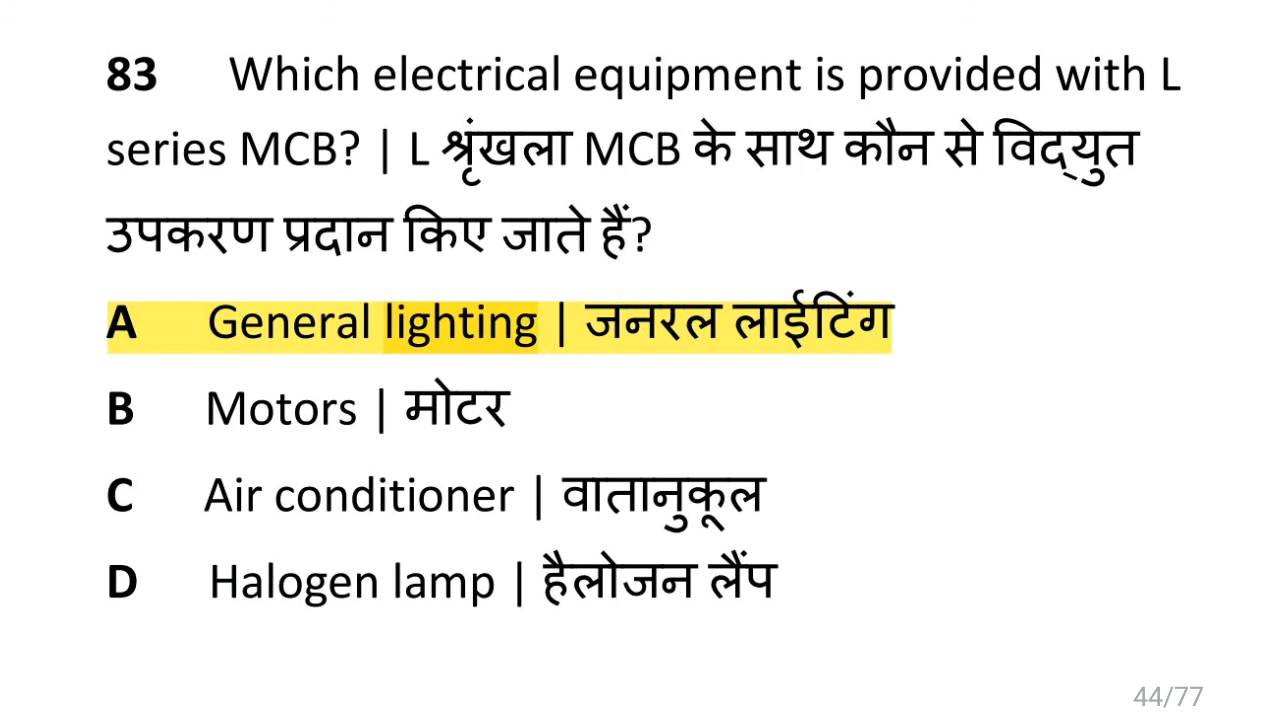 83 Which electrical equipment is provided with L
series MCB? | L श्रृंखला MCB के साथ कौन से विद्युत
उपकरण प्रदान किए जाते हैं?
A General lighting | जनरल लाईटिंग
B Motors | मोटर
C Air conditioner | वातानुकूल
D Halogen lamp | हैलोजन लैंप
44/77